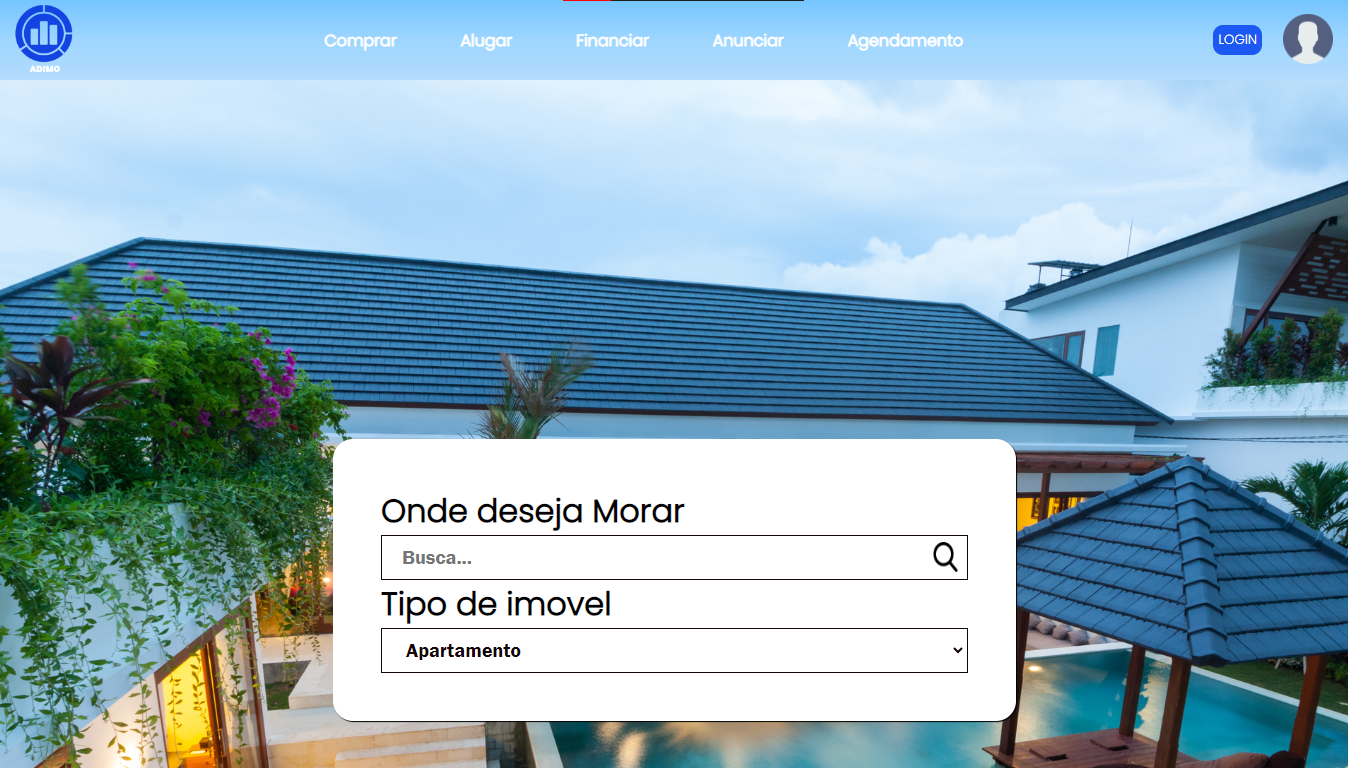 Comprar Alugar Financiar Anunciar Agendamento LOGIN
ADIMO
Onde deseja Morar
Busca...
Tipo de imovel
Apartamento